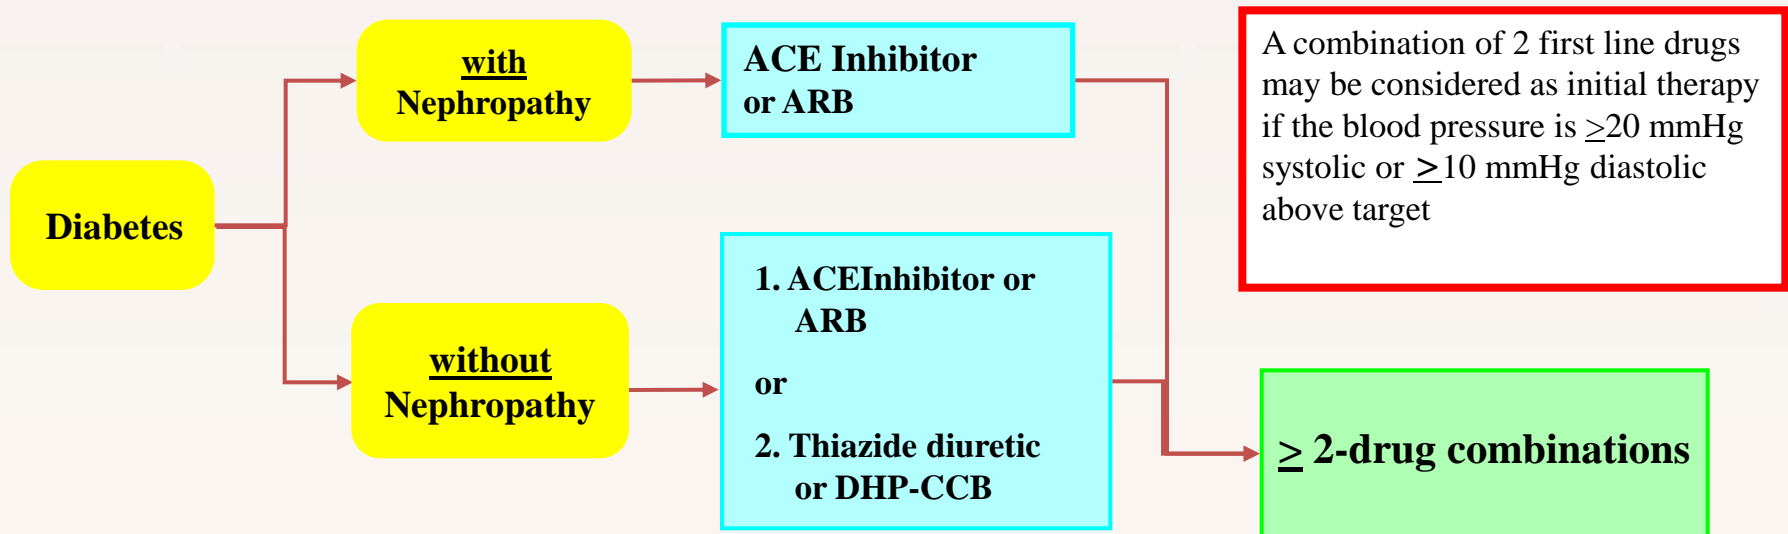 Diabetes
with
Nephropathy
ACE Inhibitor
or ARB
without
Nephropathy
1. ACEInhibitor or
ARB
or
2. Thiazide diuretic
or DHP-CCB
A combination of 2 first line drugs
may be considered as initial therapy
if the blood pressure is ≥20 mmHg
systolic or ≥10 mmHg diastolic
above target
≥ 2-drug combinations